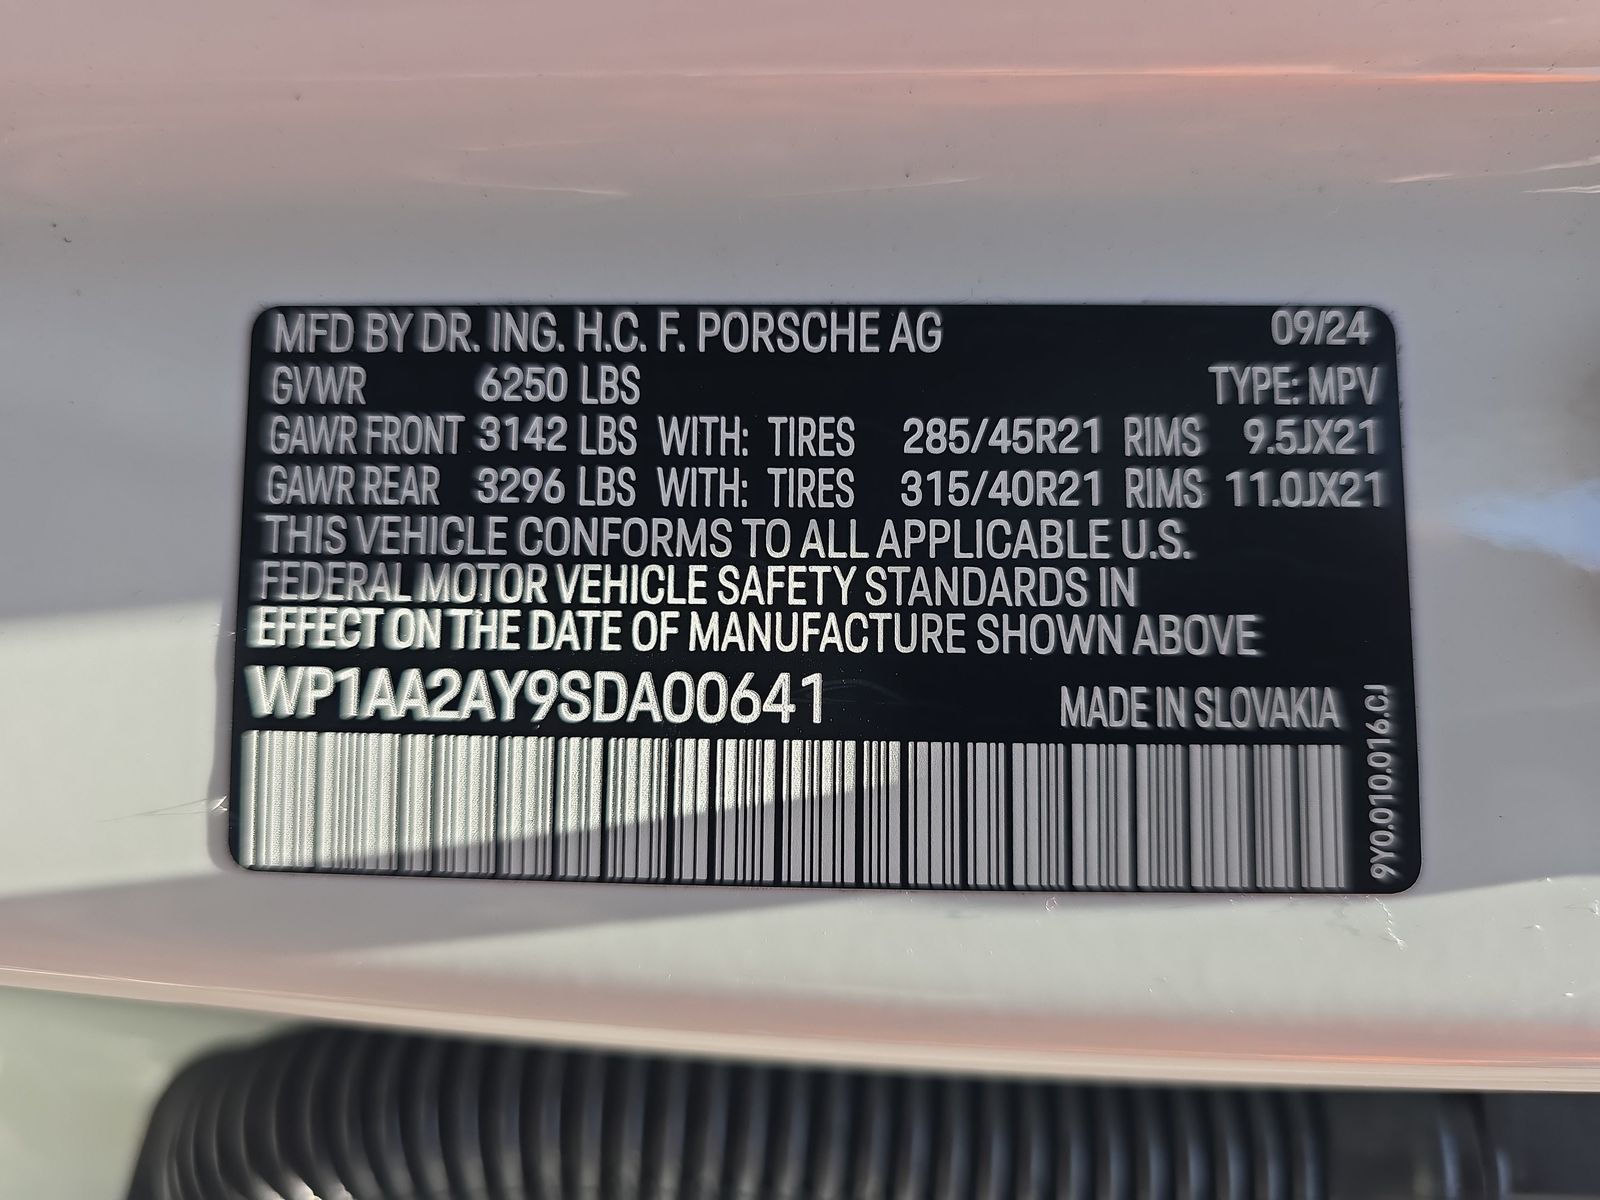 MFD BY DR. ING. H.C. F. PORSCHE AG 09/24
GVWR 6250 LBS TYPE: MPV
GAWR FRONT 3142 LBS WITH: TIRES 285/45R21 RIMS 9.5JX21
GAWR REAR 3296 LBS WITH: TIRES 315/40R21 RIMS 11.0JX21
THIS VEHICLE CONFORMS TO ALL APPLICABLE U.S.
FEDERAL MOTOR VEHICLE SAFETY STANDARDS IN
EFFECT ON THE DATE OF MANUFACTURE SHOWN ABOVE
WP1AA2AY9SDA00641 MADE IN SLOVAKIA
9Y0.010.016.CJ